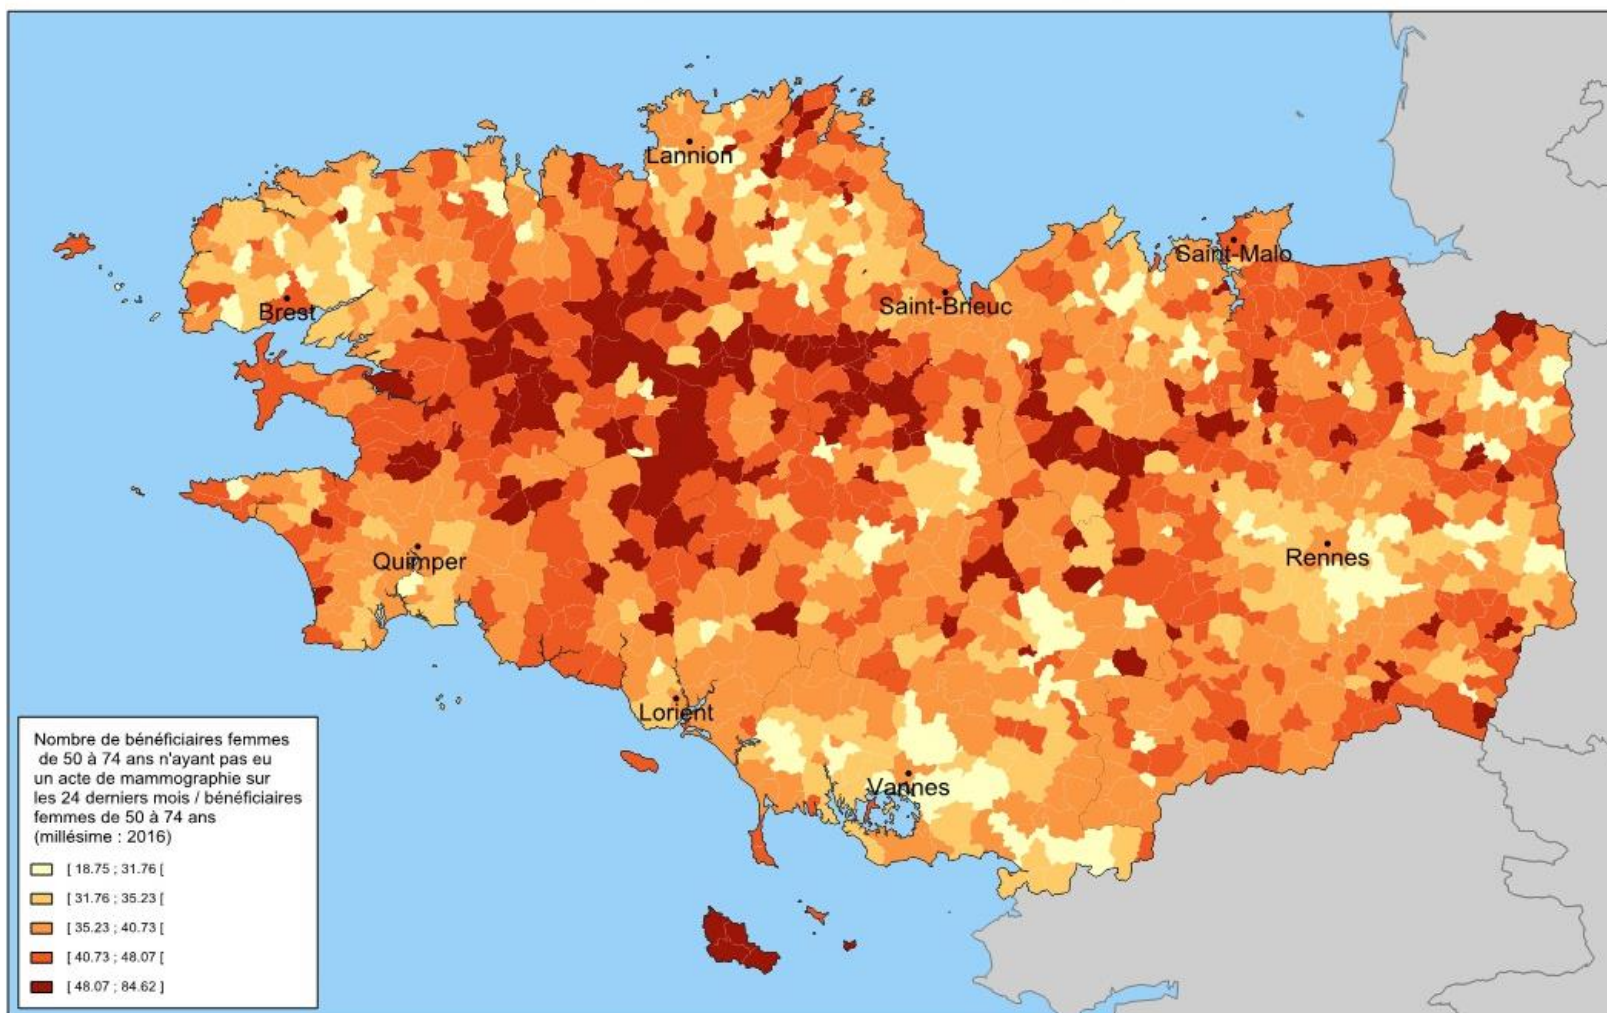 Lannion
Saint-Malo
Brest
Saint-Brieuc
Quimper
Rennes
Lorient
Vannes
Nombre de bénéficiaires femmes
de 50 à 74 ans n'ayant pas eu
un acte de mammographie sur
les 24 derniers mois / bénéficiaires
femmes de 50 à 74 ans
(millésime : 2016)
[ 18.75 ; 31.76 [
[ 31.76 ; 35.23 [
[ 35.23 ; 40.73 [
[ 40.73 ; 48.07 [
[ 48.07 ; 84.62 ]